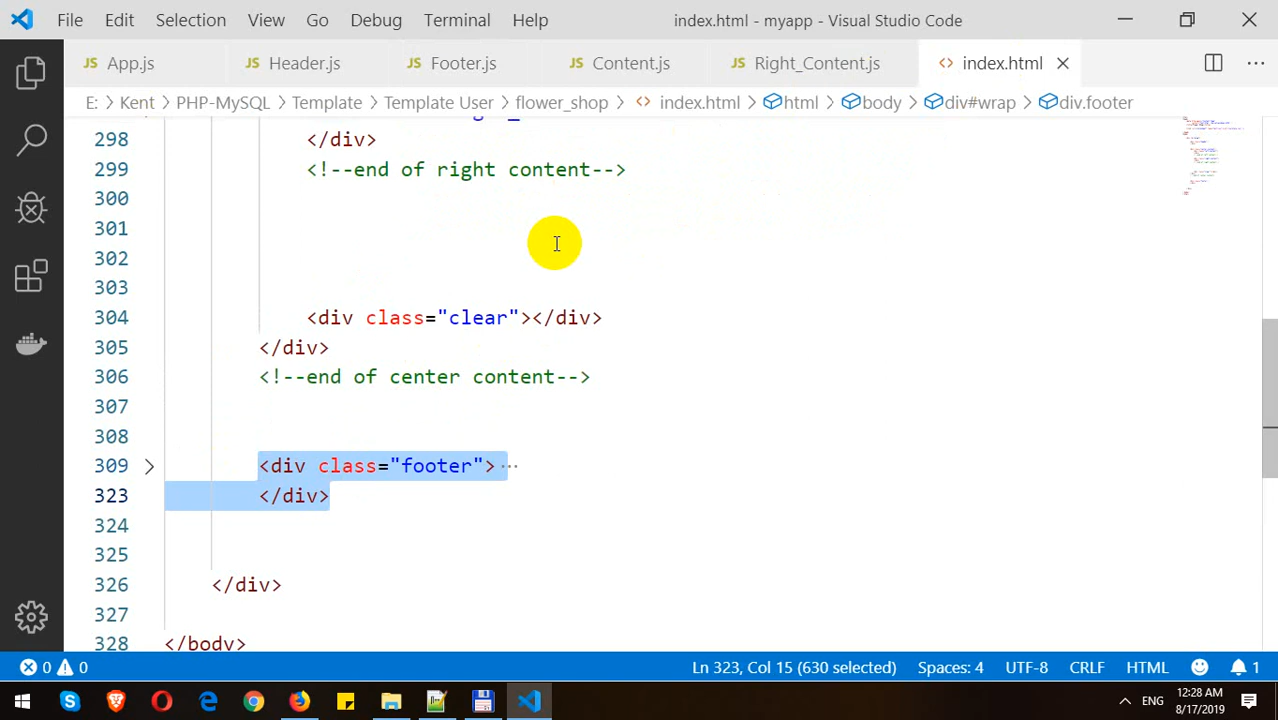 File Edit Selection View Go Debug Terminal Help index.html - myapp - Visual Studio Code
JS App.js JS Header.js JS Footer.js JS Content.js JS Right_Content.js <> index.html
E: > Kent > PHP-MySQL > Template > Template User > flower_shop > <> index.html > html > body > div#wrap > div.footer
298 </div>
299 <!--end of right content-->
300
301
302
303
304 <div class="clear"></div>
305 </div>
306 <!--end of center content-->
307
308
309 <div class="footer">...
323 </div>
324
325
326 </div>
327
328 </body>
0 0 Ln 323, Col 15 (630 selected) Spaces: 4 UTF-8 CRLF HTML 1
ENG 12:28 AM
8/17/2019